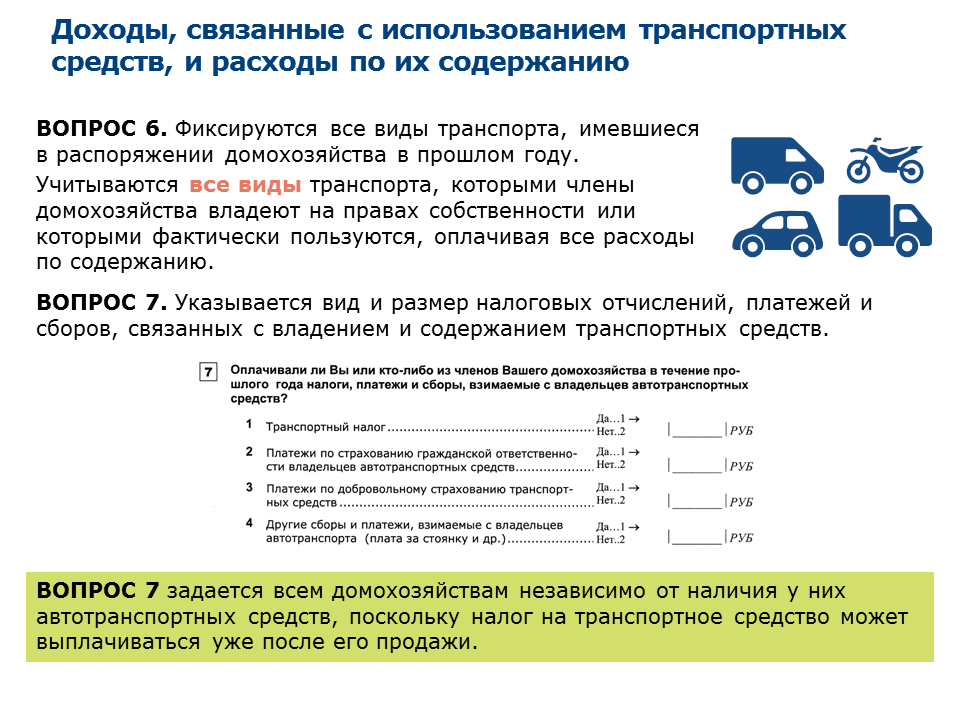 Доходы, связанные с использованием транспортных
средств, и расходы по их содержанию
ВОПРОС 6. Фиксируются все виды транспорта, имевшиеся
в распоряжении домохозяйства в прошлом году.
Учитываются все виды транспорта, которыми члены
домохозяйства владеют на правах собственности или
которыми фактически пользуются, оплачивая все расходы
по содержанию.
ВОПРОС 7. Указывается вид и размер налоговых отчислений, платежей и
сборов, связанных с владением и содержанием транспортных средств.
7 Оплачивали ли Вы или кто-либо из членов Вашего домохозяйства в течение про-
шлого года налоги, платежи и сборы, взимаемые с владельцев автотранспортных
средств?
1 Транспортный налог........................ Да...1 →
Нет..2 |_______|РУБ
2 Платежи по страхованию гражданской ответственно- Да...1 →
сти владельцев автотранспортных средств............ Нет..2 |_______|РУБ
3 Платежи по добровольному страхованию транспорт- Да...1 →
ных средств........................ Нет..2 |_______|РУБ
4 Другие сборы и платежи, взимаемые с владельцев Да...1 →
автотранспорта (плата за стоянку и др.)............ Нет..2 |_______|РУБ
ВОПРОС 7 задается всем домохозяйствам независимо от наличия у них
автотранспортных средств, поскольку налог на транспортное средство может
выплачиваться уже после его продажи.